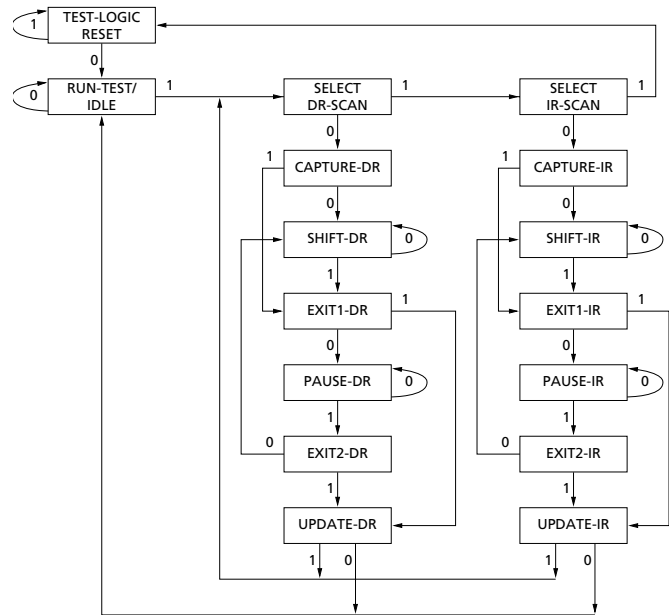 TEST-LOGIC
RESET
1
0
RUN-TEST/
IDLE
0
1
SELECT
DR-SCAN
1
SELECT
IR-SCAN
1
0
0
1
CAPTURE-DR
1
CAPTURE-IR
0
0
SHIFT-DR
0
SHIFT-IR
0
1
1
EXIT1-DR
1
EXIT1-IR
1
0
0
PAUSE-DR
0
PAUSE-IR
0
1
1
0
EXIT2-DR
0
EXIT2-IR
1
1
UPDATE-DR
UPDATE-IR
1
0
1
0